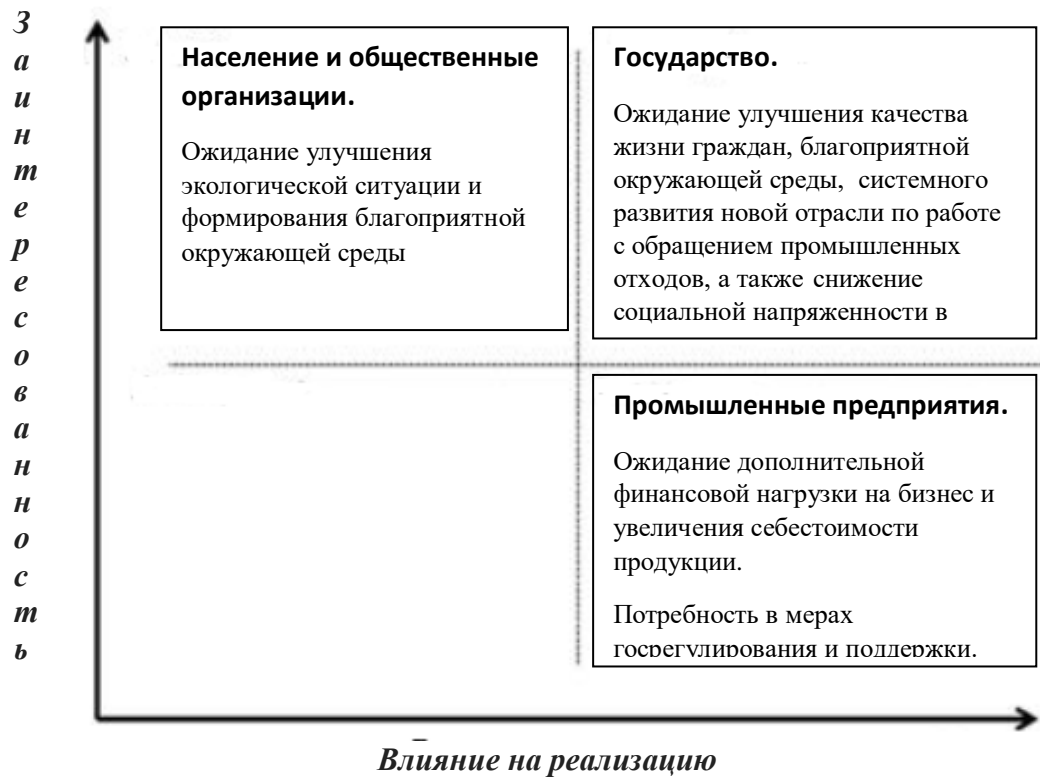 Заинтересованность
Население и общественные
организации.
Ожидание улучшения
экологической ситуации и
формирования благоприятной
окружающей среды
Государство.
Ожидание улучшения качества
жизни граждан, благоприятной
окружающей среды, системного
развития новой отрасли по работе
с обращением промышленных
отходов, а также снижение
социальной напряженности в
Промышленные предприятия.
Ожидание дополнительной
финансовой нагрузки на бизнес и
увеличения себестоимости
продукции.
Потребность в мерах
госрегулирования и поддержки.
Влияние на реализацию